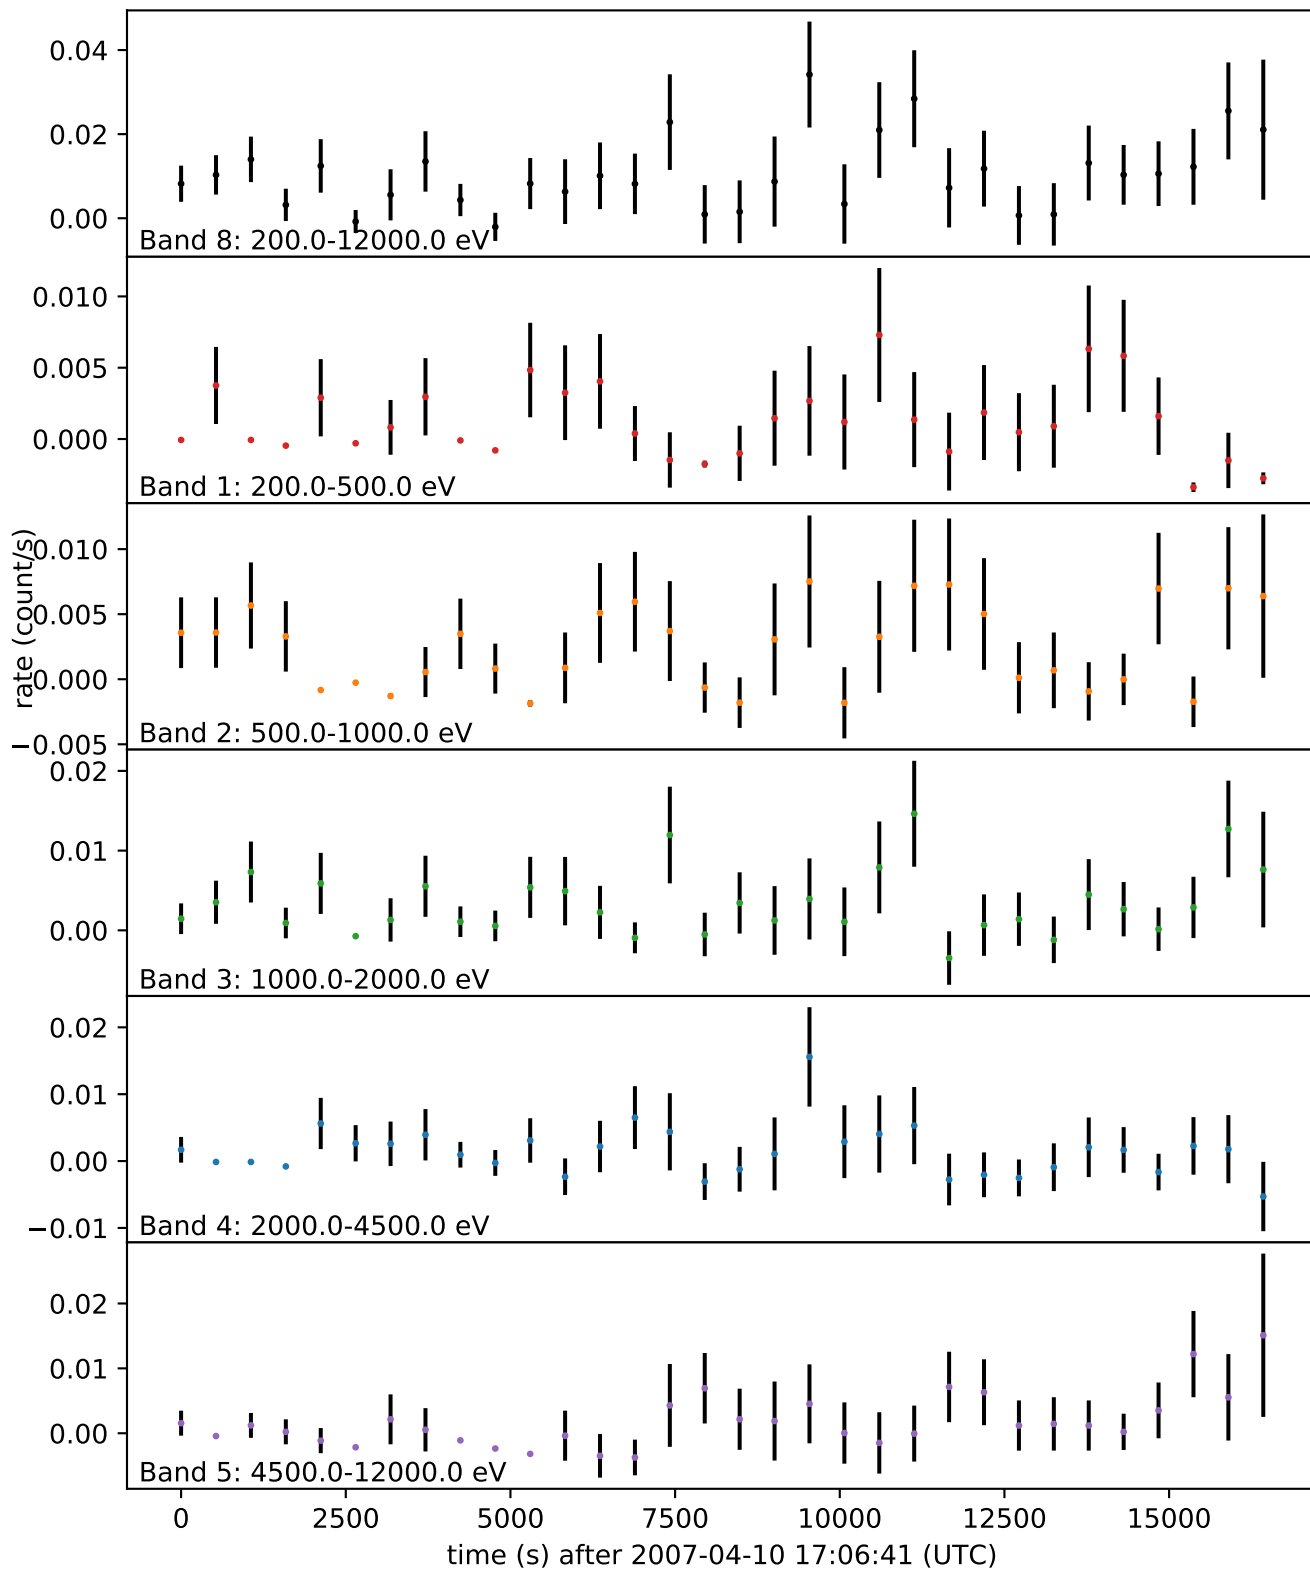 0.04
0.02
0.00
Band 8: 200.0-12000.0 eV
0.010
0.005
0.000
Band 1: 200.0-500.0 eV
rate (count/s)
0.010
0.005
0.000
−0.005
Band 2: 500.0-1000.0 eV
0.02
0.01
0.00
Band 3: 1000.0-2000.0 eV
0.02
0.01
0.00
−0.01
Band 4: 2000.0-4500.0 eV
0.02
0.01
0.00
Band 5: 4500.0-12000.0 eV
0 2500 5000 7500 10000 12500 15000
time (s) after 2007-04-10 17:06:41 (UTC)